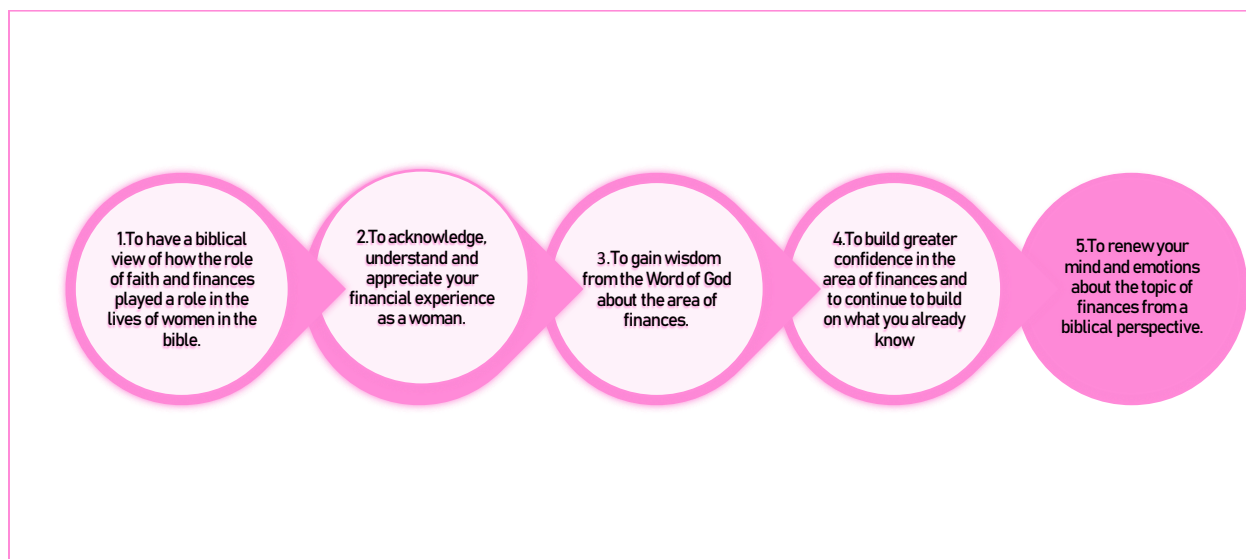 1.To have a biblical
view of how the role
of faith and finances
played a role in the
lives of women in the
bible.
2.To acknowledge,
understand and
appreciate your
financial experience
as a woman.
3.To gain wisdom
from the Word of God
about the area of
finances.
4.To build greater
confidence in the
area of finances and
to continue to build
on what you already
know
5.To renew your
mind and emotions
about the topic of
finances from a
biblical perspective.